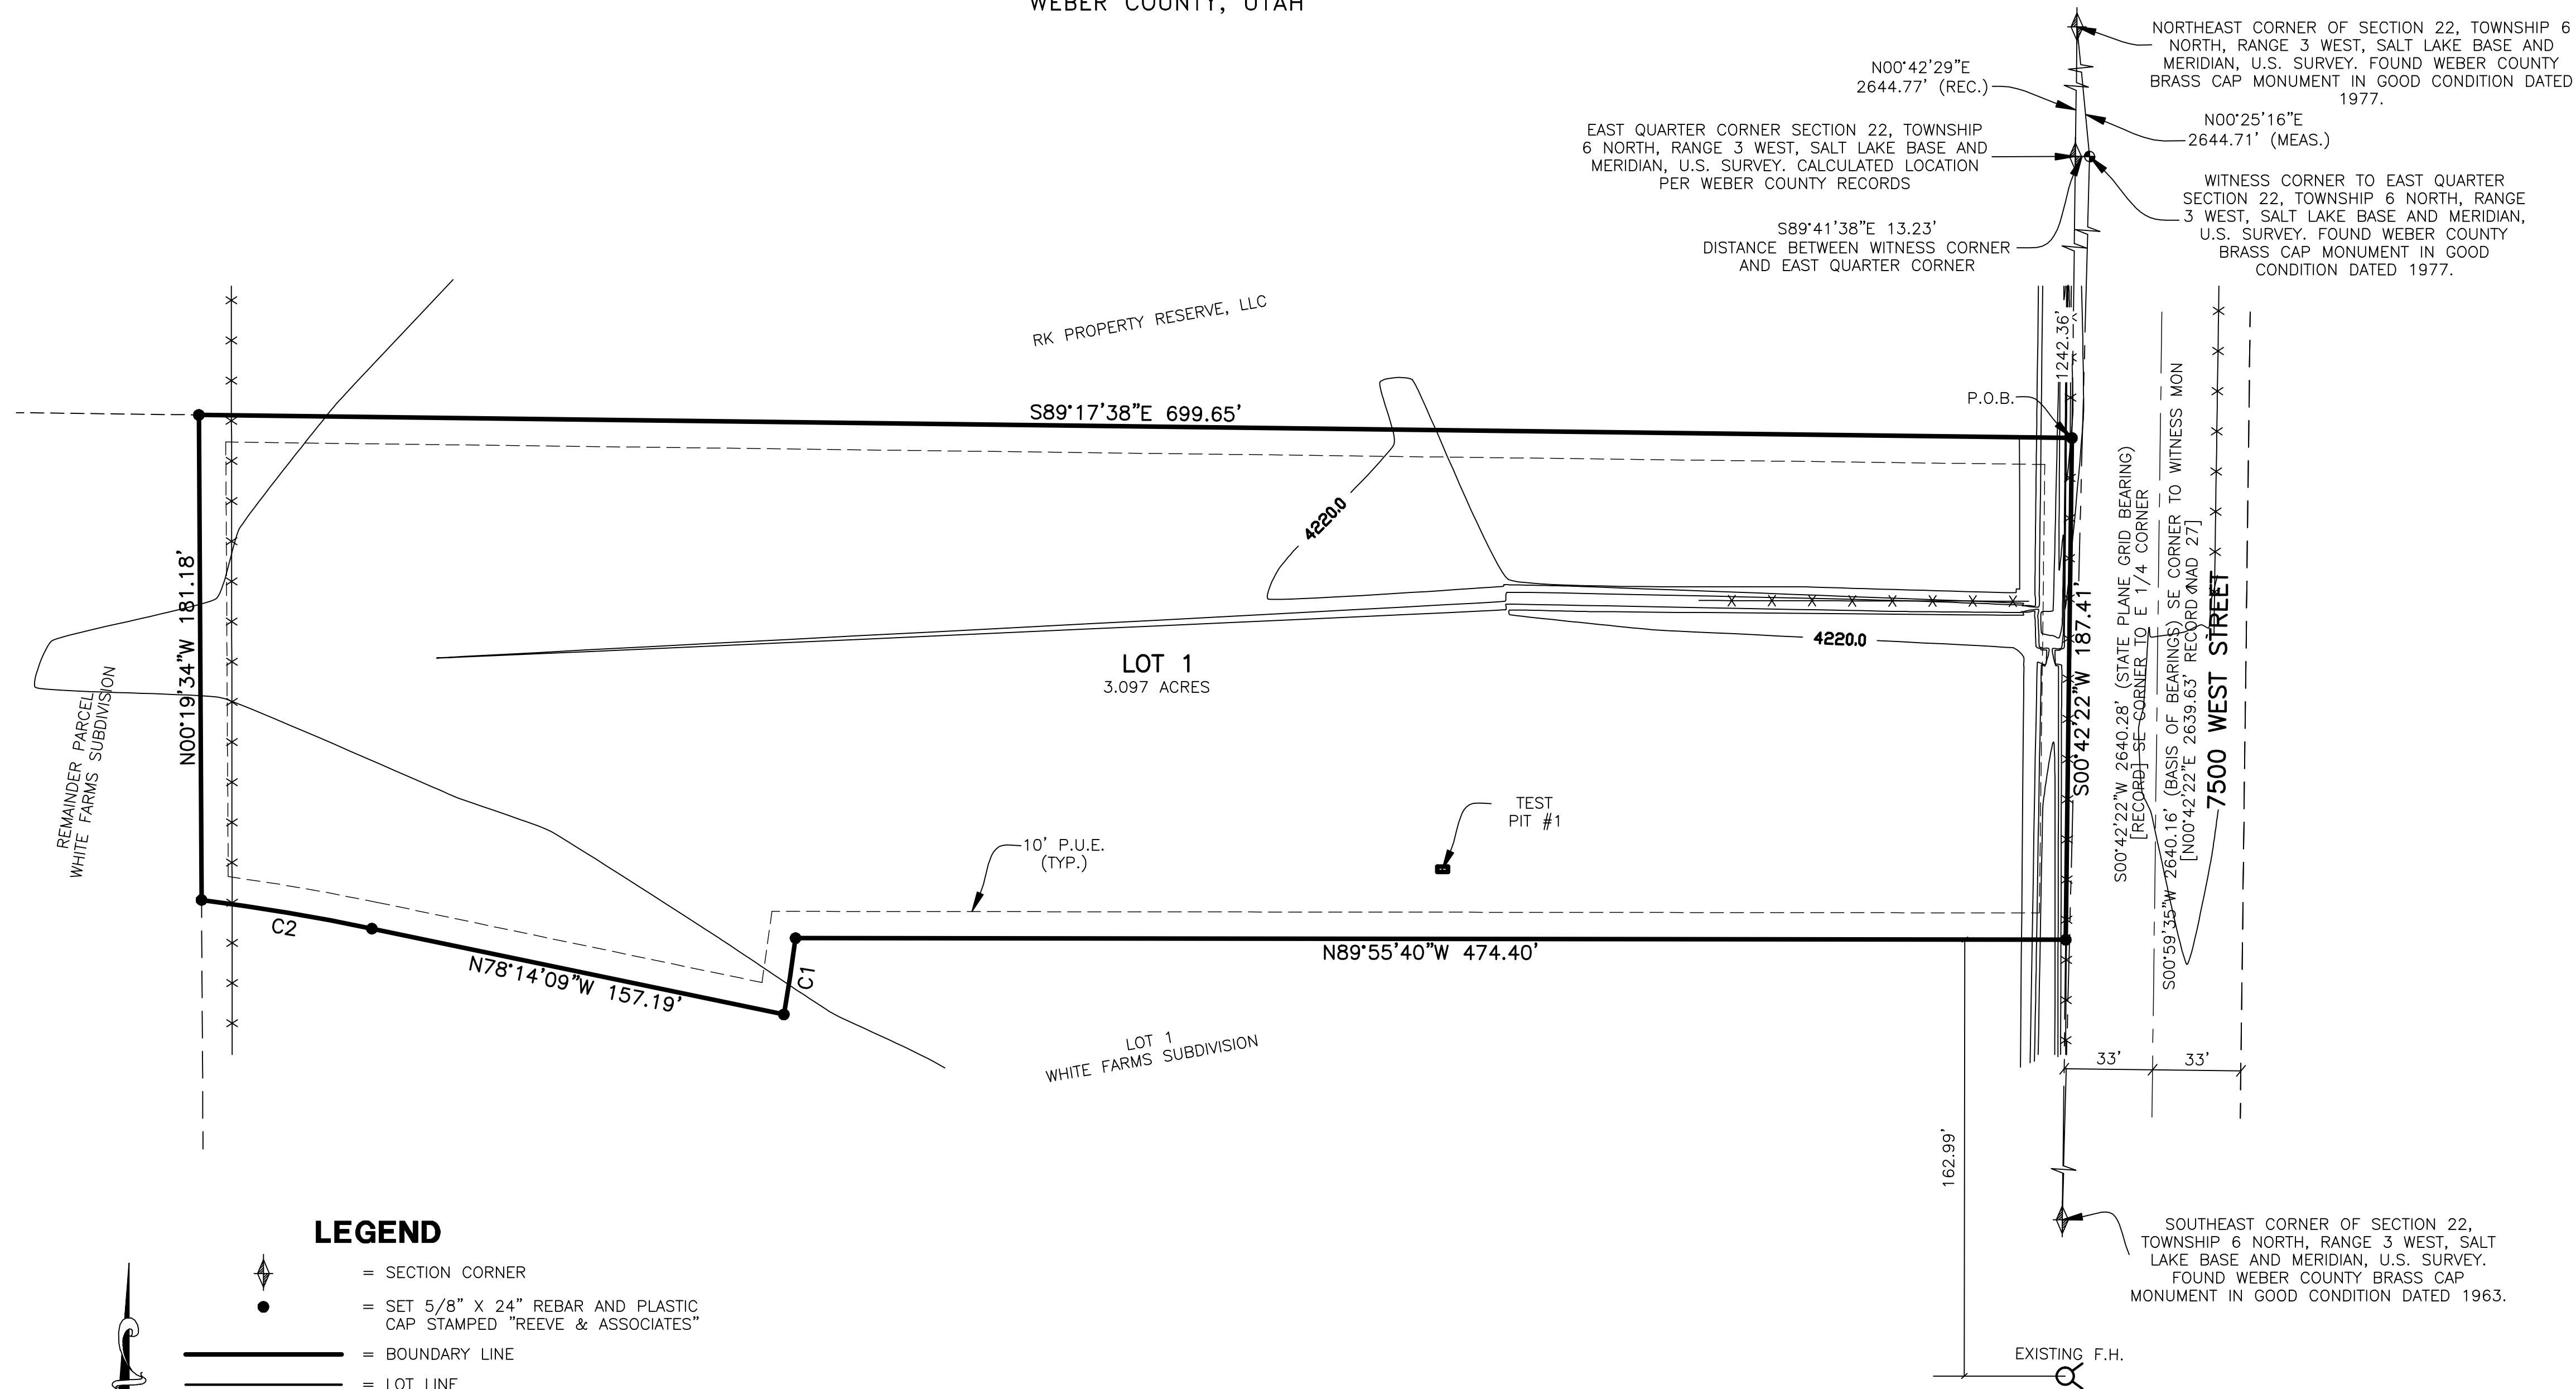 WEBER COUNTY, UTAH
NORTHEAST CORNER OF SECTION 22, TOWNSHIP 6
NORTH, RANGE 3 WEST, SALT LAKE BASE AND
MERIDIAN, U.S. SURVEY. FOUND WEBER COUNTY
BRASS CAP MONUMENT IN GOOD CONDITION DATED
1977.
N00°42'29"E
2644.77' (REC.)
N00°25'16"E
2644.71' (MEAS.)
EAST QUARTER CORNER SECTION 22, TOWNSHIP
6 NORTH, RANGE 3 WEST, SALT LAKE BASE AND
MERIDIAN, U.S. SURVEY. CALCULATED LOCATION
PER WEBER COUNTY RECORDS
WITNESS CORNER TO EAST QUARTER
SECTION 22, TOWNSHIP 6 NORTH, RANGE
3 WEST, SALT LAKE BASE AND MERIDIAN,
U.S. SURVEY. FOUND WEBER COUNTY
BRASS CAP MONUMENT IN GOOD
CONDITION DATED 1977.
S89°41'38"E 13.23'
DISTANCE BETWEEN WITNESS CORNER
AND EAST QUARTER CORNER
RK PROPERTY RESERVE, LLC
1242.36'
P.O.B.
S89°17'38"E 699.65'
4220.0
N00°19'34"W 181.18'
REMAINDER PARCEL
WHITE FARMS SUBDIVISION
LOT 1
3.097 ACRES
4220.0
S00°42'22"W 187.41'
S00°42'22"W 2640.28' (STATE PLANE GRID BEARING)
[RECORD] SE CORNER TO E 1/4 CORNER
S00°59'35"W 2640.16' (BASIS OF BEARINGS) SE CORNER TO WITNESS MON
[N00°42'22"E 2639.63' RECORD NAD 27]
7500 WEST STREET
TEST
PIT #1
10' P.U.E.
(TYP.)
C2
N78°14'09"W 157.19'
C1
N89°55'40"W 474.40'
LOT 1
WHITE FARMS SUBDIVISION
33'
33'
162.99'
SOUTHEAST CORNER OF SECTION 22,
TOWNSHIP 6 NORTH, RANGE 3 WEST, SALT
LAKE BASE AND MERIDIAN, U.S. SURVEY.
FOUND WEBER COUNTY BRASS CAP
MONUMENT IN GOOD CONDITION DATED 1963.
EXISTING F.H.
LEGEND
= SECTION CORNER
= SET 5/8" X 24" REBAR AND PLASTIC
CAP STAMPED "REEVE & ASSOCIATES"
= BOUNDARY LINE
= LOT LINE